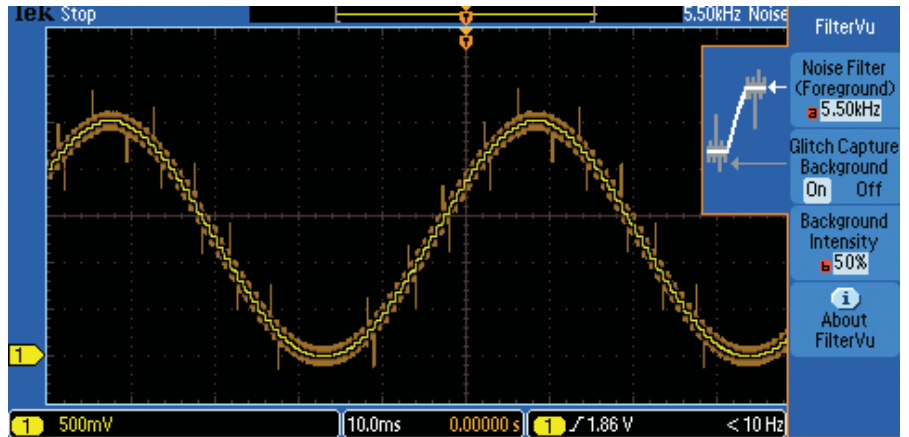 Tek Stop
5.50kHz Noise
FilterVu
Noise Filter
(Foreground)
a 5.50kHz
Glitch Capture
Background
On Off
Background
Intensity
b 50%
i
About
FilterVu
T
T
1
1 500mV
10.0ms 0.00000 s
1 1.86 V
< 10 Hz